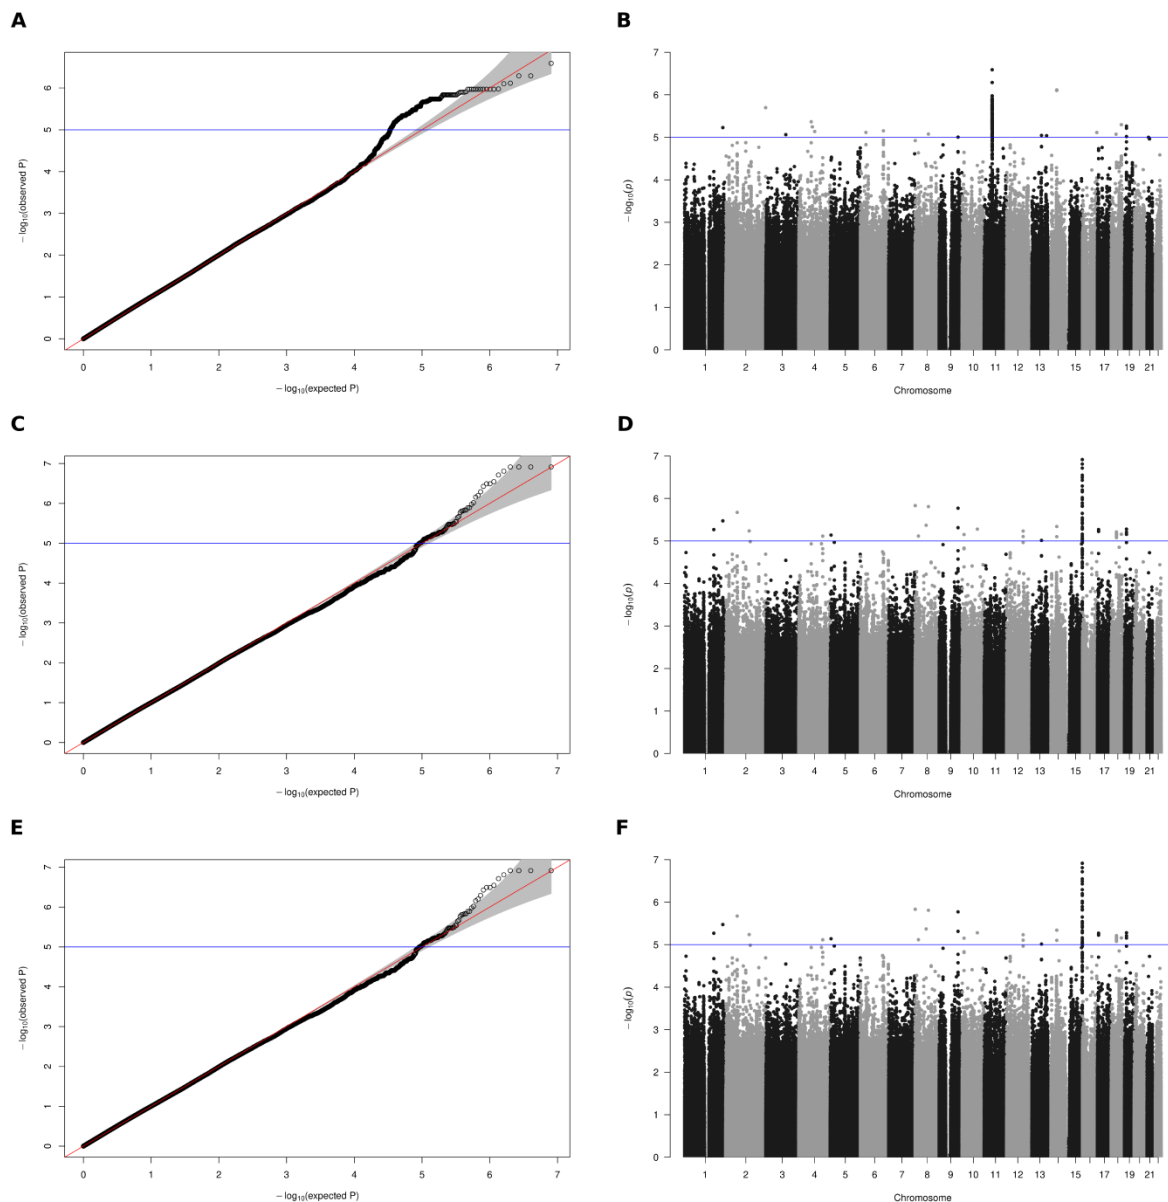 A
B
− log₁₀(observed P)
0 1 2 3 4 5 6
0 1 2 3 4 5 6 7
− log₁₀(expected P)
− log₁₀(p)
0 1 2 3 4 5 6 7
1 2 3 4 5 6 7 8 9 10 11 12 13 15 17 19 21
Chromosome
C
D
− log₁₀(observed P)
0 1 2 3 4 5 6 7
0 1 2 3 4 5 6 7
− log₁₀(expected P)
− log₁₀(p)
0 1 2 3 4 5 6 7
1 2 3 4 5 6 7 8 9 10 11 12 13 15 17 19 21
Chromosome
E
F
− log₁₀(observed P)
0 1 2 3 4 5 6 7
0 1 2 3 4 5 6 7
− log₁₀(expected P)
− log₁₀(p)
0 1 2 3 4 5 6 7
1 2 3 4 5 6 7 8 9 10 11 12 13 15 17 19 21
Chromosome